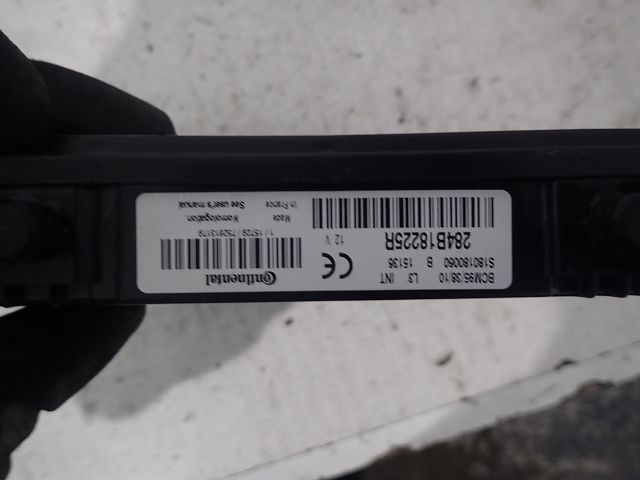 BCM95/38/10 L3 INT
S180180060 B 15136
284B18225R
12 V
Continental
Homologation
See user's manual
Made
in France